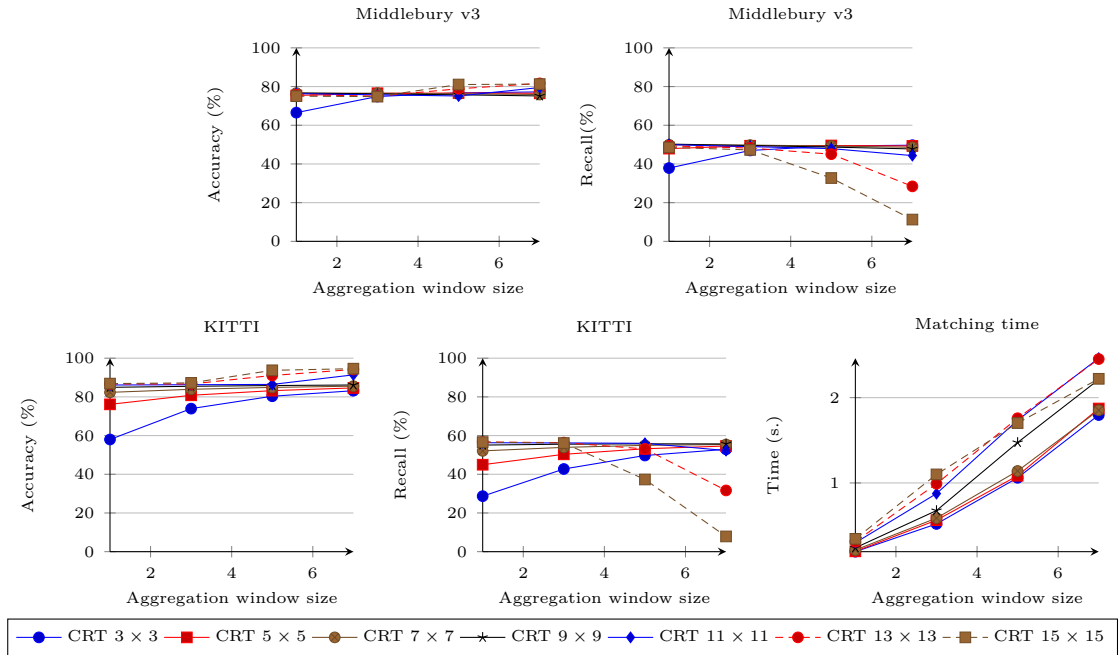 Middlebury v3
Middlebury v3
100
80
60
40
20
0
2 4 6
Accuracy (%)
Aggregation window size
100
80
60
40
20
0
2 4 6
Recall(%)
Aggregation window size
KITTI
KITTI
Matching time
100
80
60
40
20
0
2 4 6
Accuracy (%)
Aggregation window size
100
80
60
40
20
0
2 4 6
Recall (%)
Aggregation window size
2
1
2 4 6
Time (s.)
Aggregation window size
CRT 3 × 3 CRT 5 × 5 CRT 7 × 7 CRT 9 × 9 CRT 11 × 11 CRT 13 × 13 CRT 15 × 15